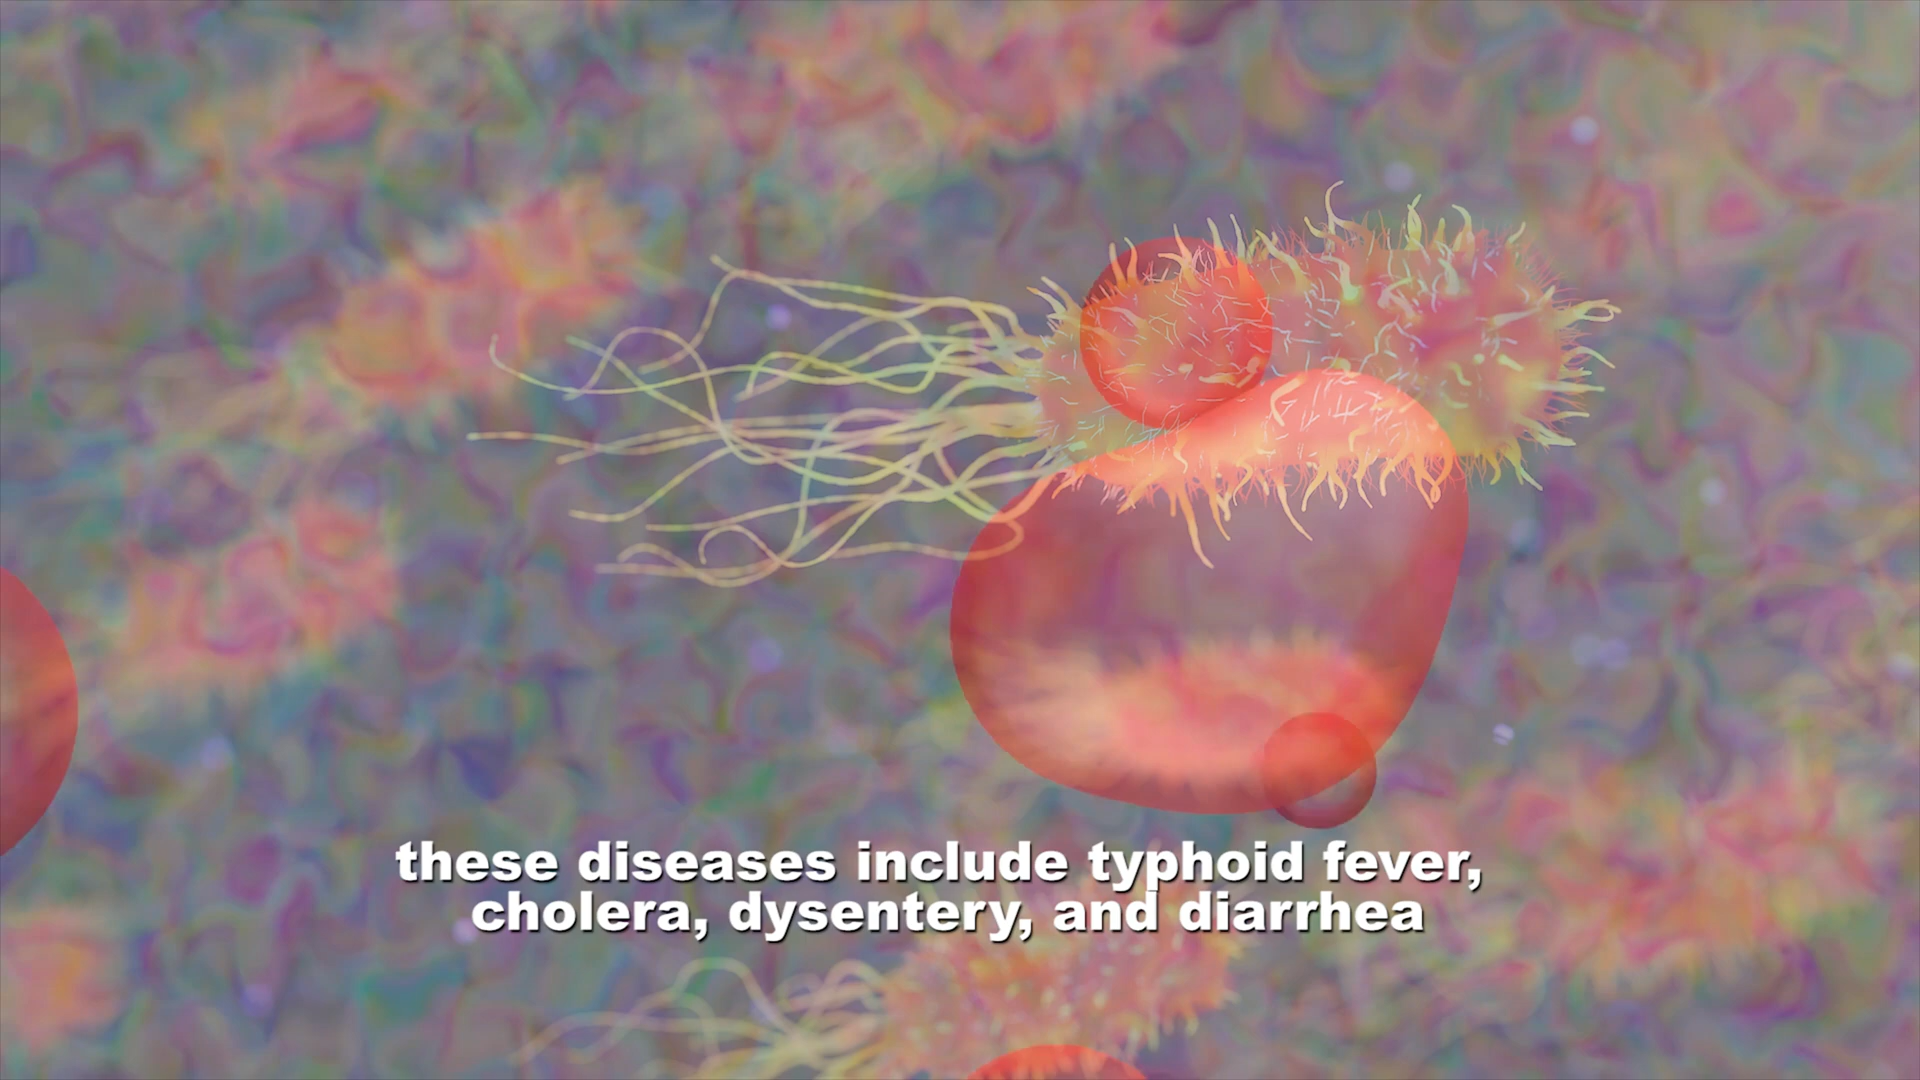 these diseases include typhoid fever,
cholera, dysentery, and diarrhea